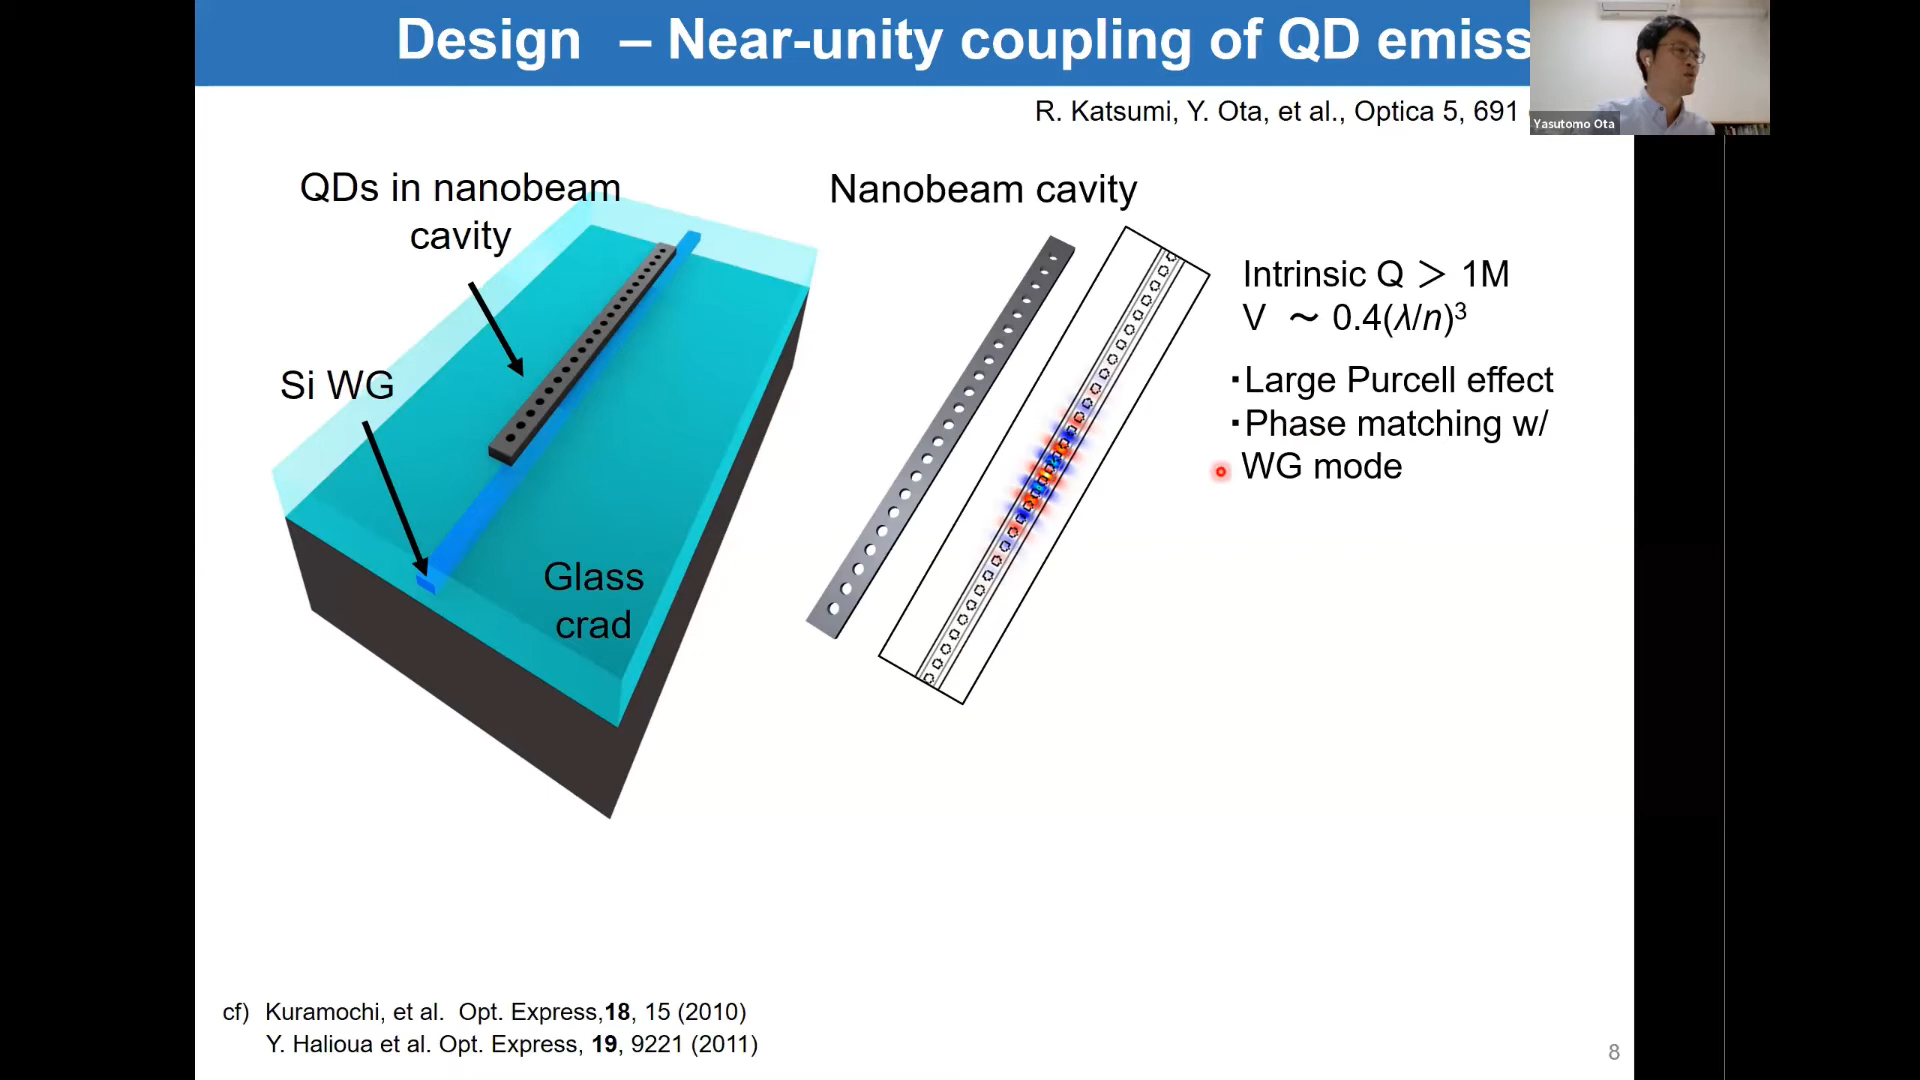 Design – Near-unity coupling of QD emiss
Yasutomo Ota
R. Katsumi, Y. Ota, et al., Optica 5, 691
QDs in nanobeam
cavity
Si WG
Glass
crad
Nanobeam cavity
Intrinsic Q ＞ 1M
V ～ 0.4(λ/n)³
・Large Purcell effect
・Phase matching w/
WG mode
cf) Kuramochi, et al. Opt. Express,18, 15 (2010)
Y. Halioua et al. Opt. Express, 19, 9221 (2011)
8